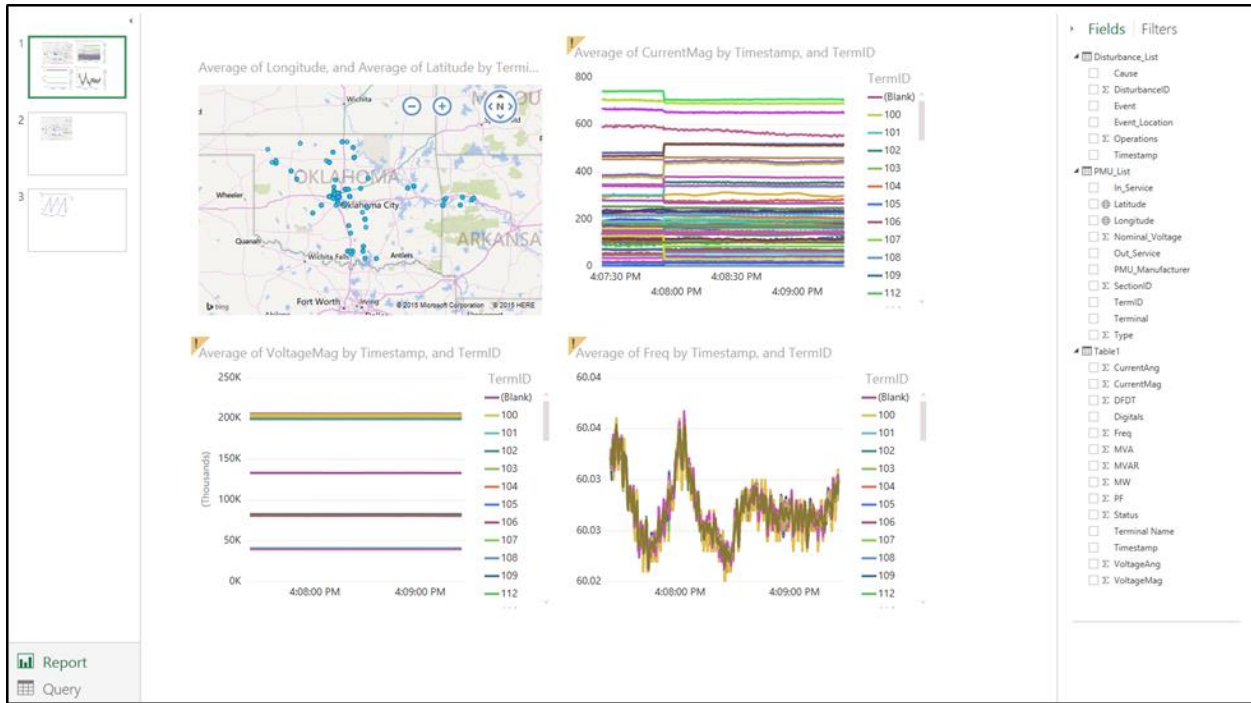 1
2
3
Report
Query
Average of Longitude, and Average of Latitude by Termi...
Wichita
N
OKLAHOMA
Wheeler
Oklahoma City
ARKANSA
Quanah
Wichita Falls
Antlers
Fort Worth
Irving
bing
© 2015 Microsoft Corporation © 2015 HERE
Average of CurrentMag by Timestamp, and TermID
800
600
400
200
0
4:07:30 PM
4:08:00 PM
4:08:30 PM
4:09:00 PM
TermID
(Blank)
100
101
102
103
104
105
106
107
108
109
112
Average of VoltageMag by Timestamp, and TermID
(Thousands)
250K
200K
150K
100K
50K
0K
4:08:00 PM
4:09:00 PM
TermID
(Blank)
100
101
102
103
104
105
106
107
108
109
112
Average of Freq by Timestamp, and TermID
60.04
60.04
60.03
60.03
60.02
4:08:00 PM
4:09:00 PM
TermID
(Blank)
100
101
102
103
104
105
106
107
108
109
112
Fields Filters
Disturbance_List
Cause
Σ DisturbanceID
Event
Event_Location
Σ Operations
Timestamp
PMU_List
In_Service
Latitude
Longitude
Σ Nominal_Voltage
Out_Service
PMU_Manufacturer
Σ SectionID
TermID
Terminal
Σ Type
Table1
Σ CurrentAng
Σ CurrentMag
Σ DFDT
Digitals
Σ Freq
Σ MVA
Σ MVAR
Σ MW
Σ PF
Σ Status
Terminal Name
Timestamp
Σ VoltageAng
Σ VoltageMag